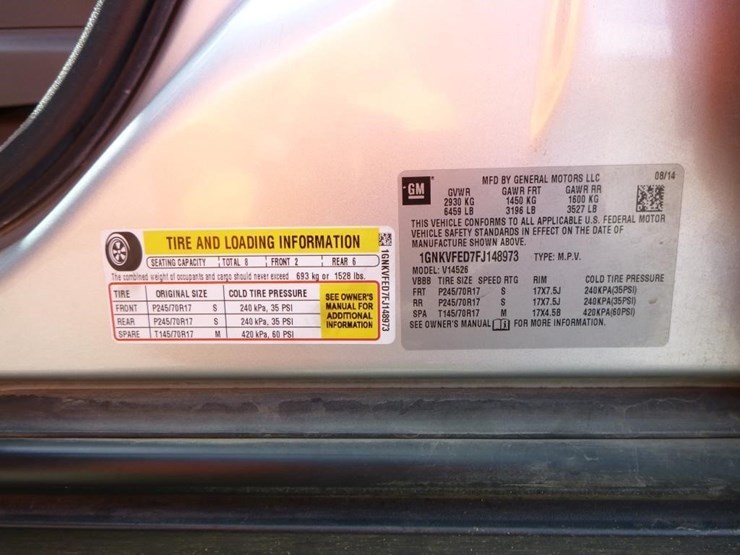 TIRE AND LOADING INFORMATION
SEATING CAPACITY TOTAL 8 FRONT 2 REAR 6
The combined weight of occupants and cargo should never exceed 693 kg or 1528 lbs.
TIRE ORIGINAL SIZE COLD TIRE PRESSURE
FRONT P245/70R17 S 240 kPa, 35 PSI
REAR P245/70R17 S 240 kPa, 35 PSI
SPARE T145/70R17 M 420 kPa, 60 PSI
SEE OWNER'S
MANUAL FOR
ADDITIONAL
INFORMATION
1GNKVFED7FJ148973
GM
MFD BY GENERAL MOTORS LLC 08/14
GVWR GAWR FRT GAWR RR
2930 KG 1450 KG 1600 KG
6459 LB 3196 LB 3527 LB
THIS VEHICLE CONFORMS TO ALL APPLICABLE U.S. FEDERAL MOTOR
VEHICLE SAFETY STANDARDS IN EFFECT ON THE DATE OF
MANUFACTURE SHOWN ABOVE.
1GNKVFED7FJ148973 TYPE: M.P.V.
MODEL: V14526
VBBB TIRE SIZE SPEED RTG RIM COLD TIRE PRESSURE
FRT P245/70R17 S 17X7.5J 240KPA(35PSI)
RR P245/70R17 S 17X7.5J 240KPA(35PSI)
SPA T145/70R17 M 17X4.5B 420KPA(60PSI)
SEE OWNER'S MANUAL FOR MORE INFORMATION.